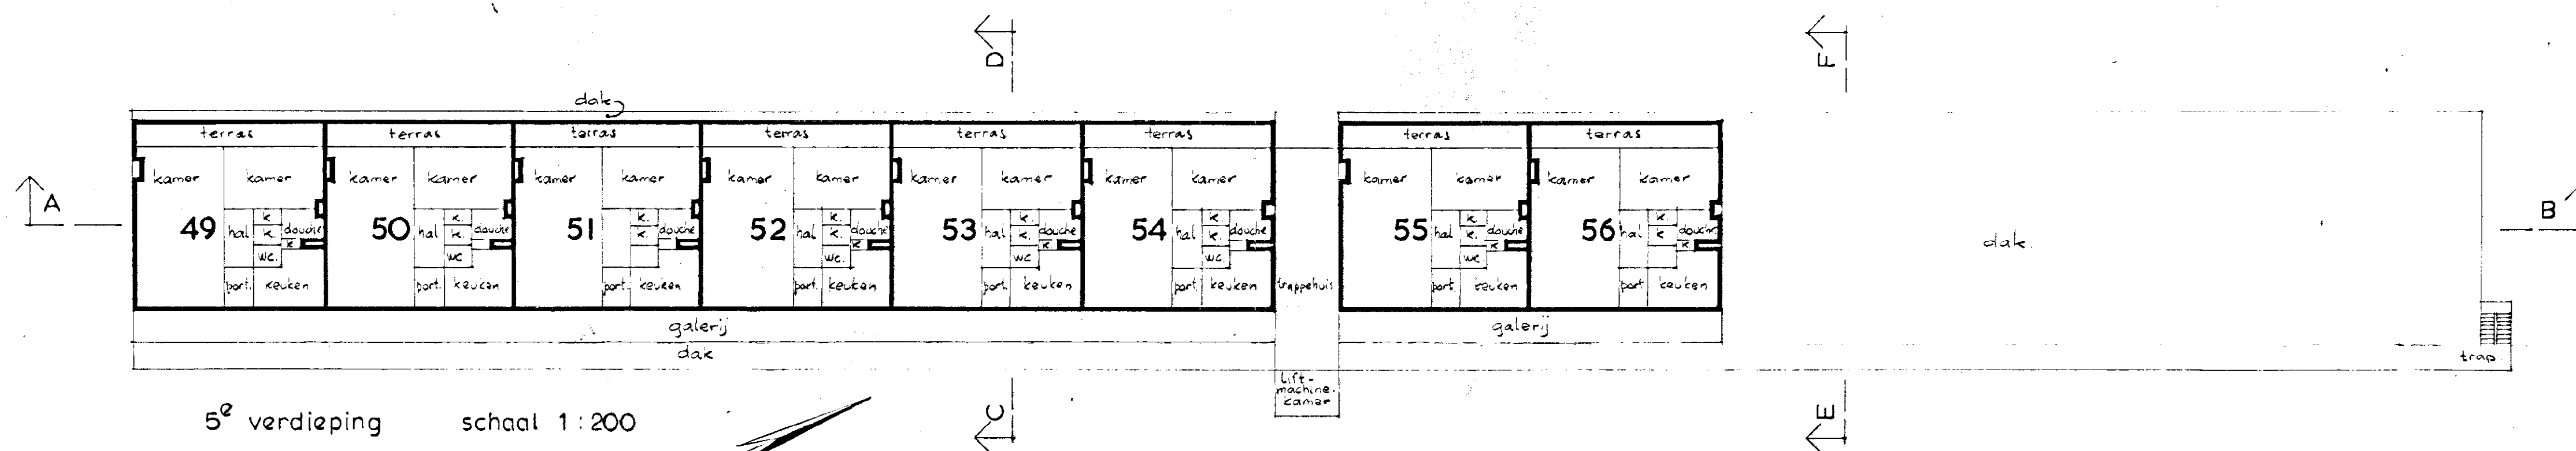 D F
dak
terras terras terras terras terras terras terras terras
kamer kamer kamer kamer kamer kamer kamer kamer kamer kamer kamer kamer kamer kamer kamer kamer
A B
k. k. k. k. k. k. k. k.
49 hal k. douche 50 hal k. douche 51 k. douche 52 hal k. douche 53 hal k. douche 54 hal k. douche 55 hal k. douche 56 hal k douche
dak.
k k k k k
wc. wc. wc. wc wc. wc
port. keuken port. keuken port. keuken port. keuken port. keuken port. keuken trappehuis port. keuken port keuken
galerij galerij
dak trap
lift-
machine.
kamer
C E
5e verdieping schaal 1:200